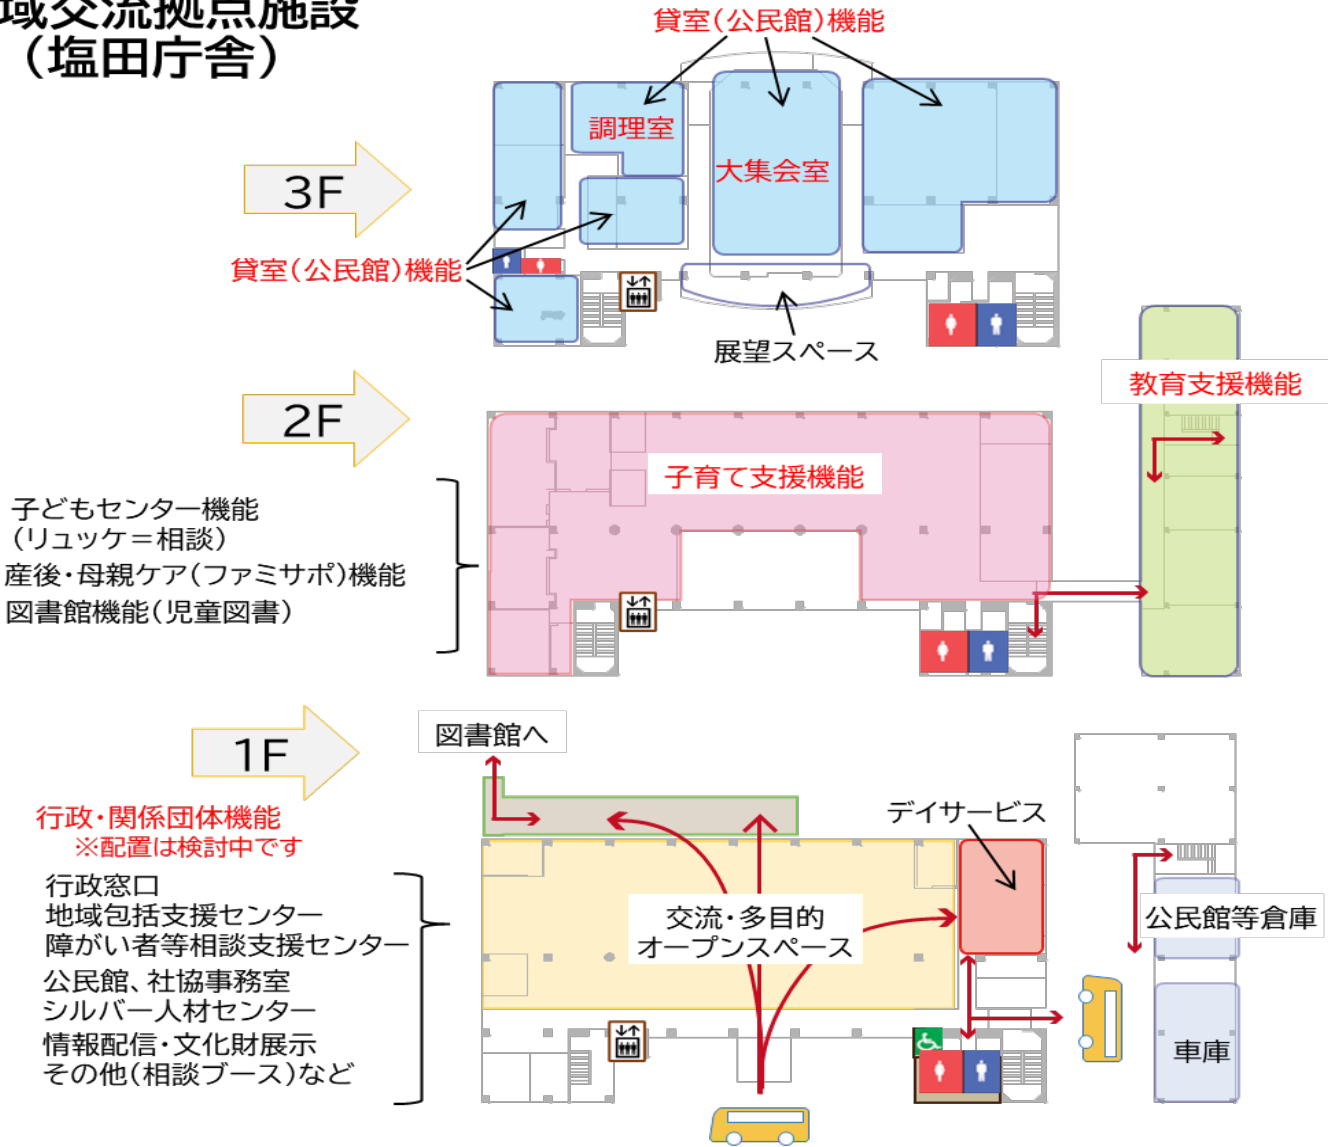 域交流拠点施設
（塩田庁舎）
貸室（公民館）機能
調理室
大集会室
3F
貸室（公民館）機能
展望スペース
教育支援機能
2F
子育て支援機能
子どもセンター機能
（リュッケ＝相談）
産後・母親ケア（ファミサポ）機能
図書館機能（児童図書）
図書館へ
1F
行政・関係団体機能
※配置は検討中です
デイサービス
行政窓口
地域包括支援センター
障がい者等相談支援センター
公民館、社協事務室
シルバー人材センター
情報配信・文化財展示
その他（相談ブース）など
交流・多目的
オープンスペース
公民館等倉庫
車庫